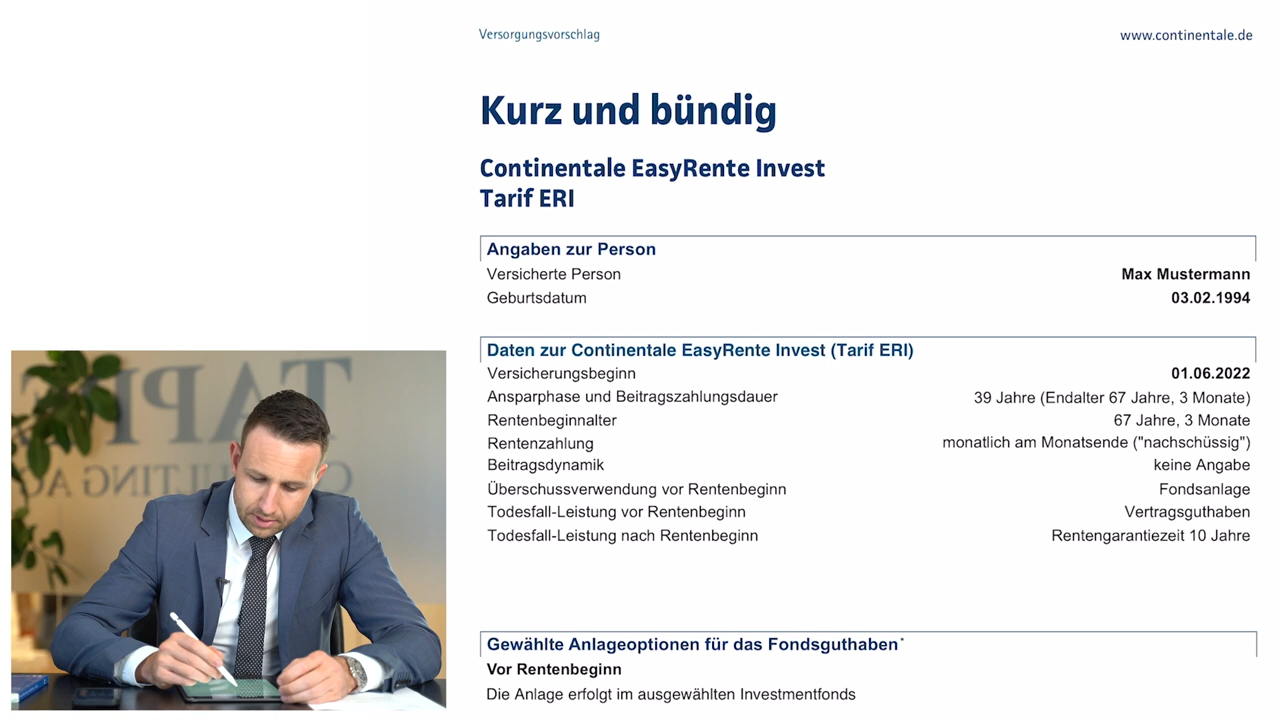 Versorgungsvorschlag www.continentale.de
Kurz und bündig
Continentale EasyRente Invest
Tarif ERI
Angaben zur Person
Versicherte Person Max Mustermann
Geburtsdatum 03.02.1994
Daten zur Continentale EasyRente Invest (Tarif ERI)
Versicherungsbeginn 01.06.2022
Ansparphase und Beitragszahlungsdauer 39 Jahre (Endalter 67 Jahre, 3 Monate)
Rentenbeginnalter 67 Jahre, 3 Monate
Rentenzahlung monatlich am Monatsende ("nachschüssig")
Beitragsdynamik keine Angabe
Überschussverwendung vor Rentenbeginn Fondsanlage
Todesfall-Leistung vor Rentenbeginn Vertragsguthaben
Todesfall-Leistung nach Rentenbeginn Rentengarantiezeit 10 Jahre
Gewählte Anlageoptionen für das Fondsguthaben*
Vor Rentenbeginn
Die Anlage erfolgt im ausgewählten Investmentfonds